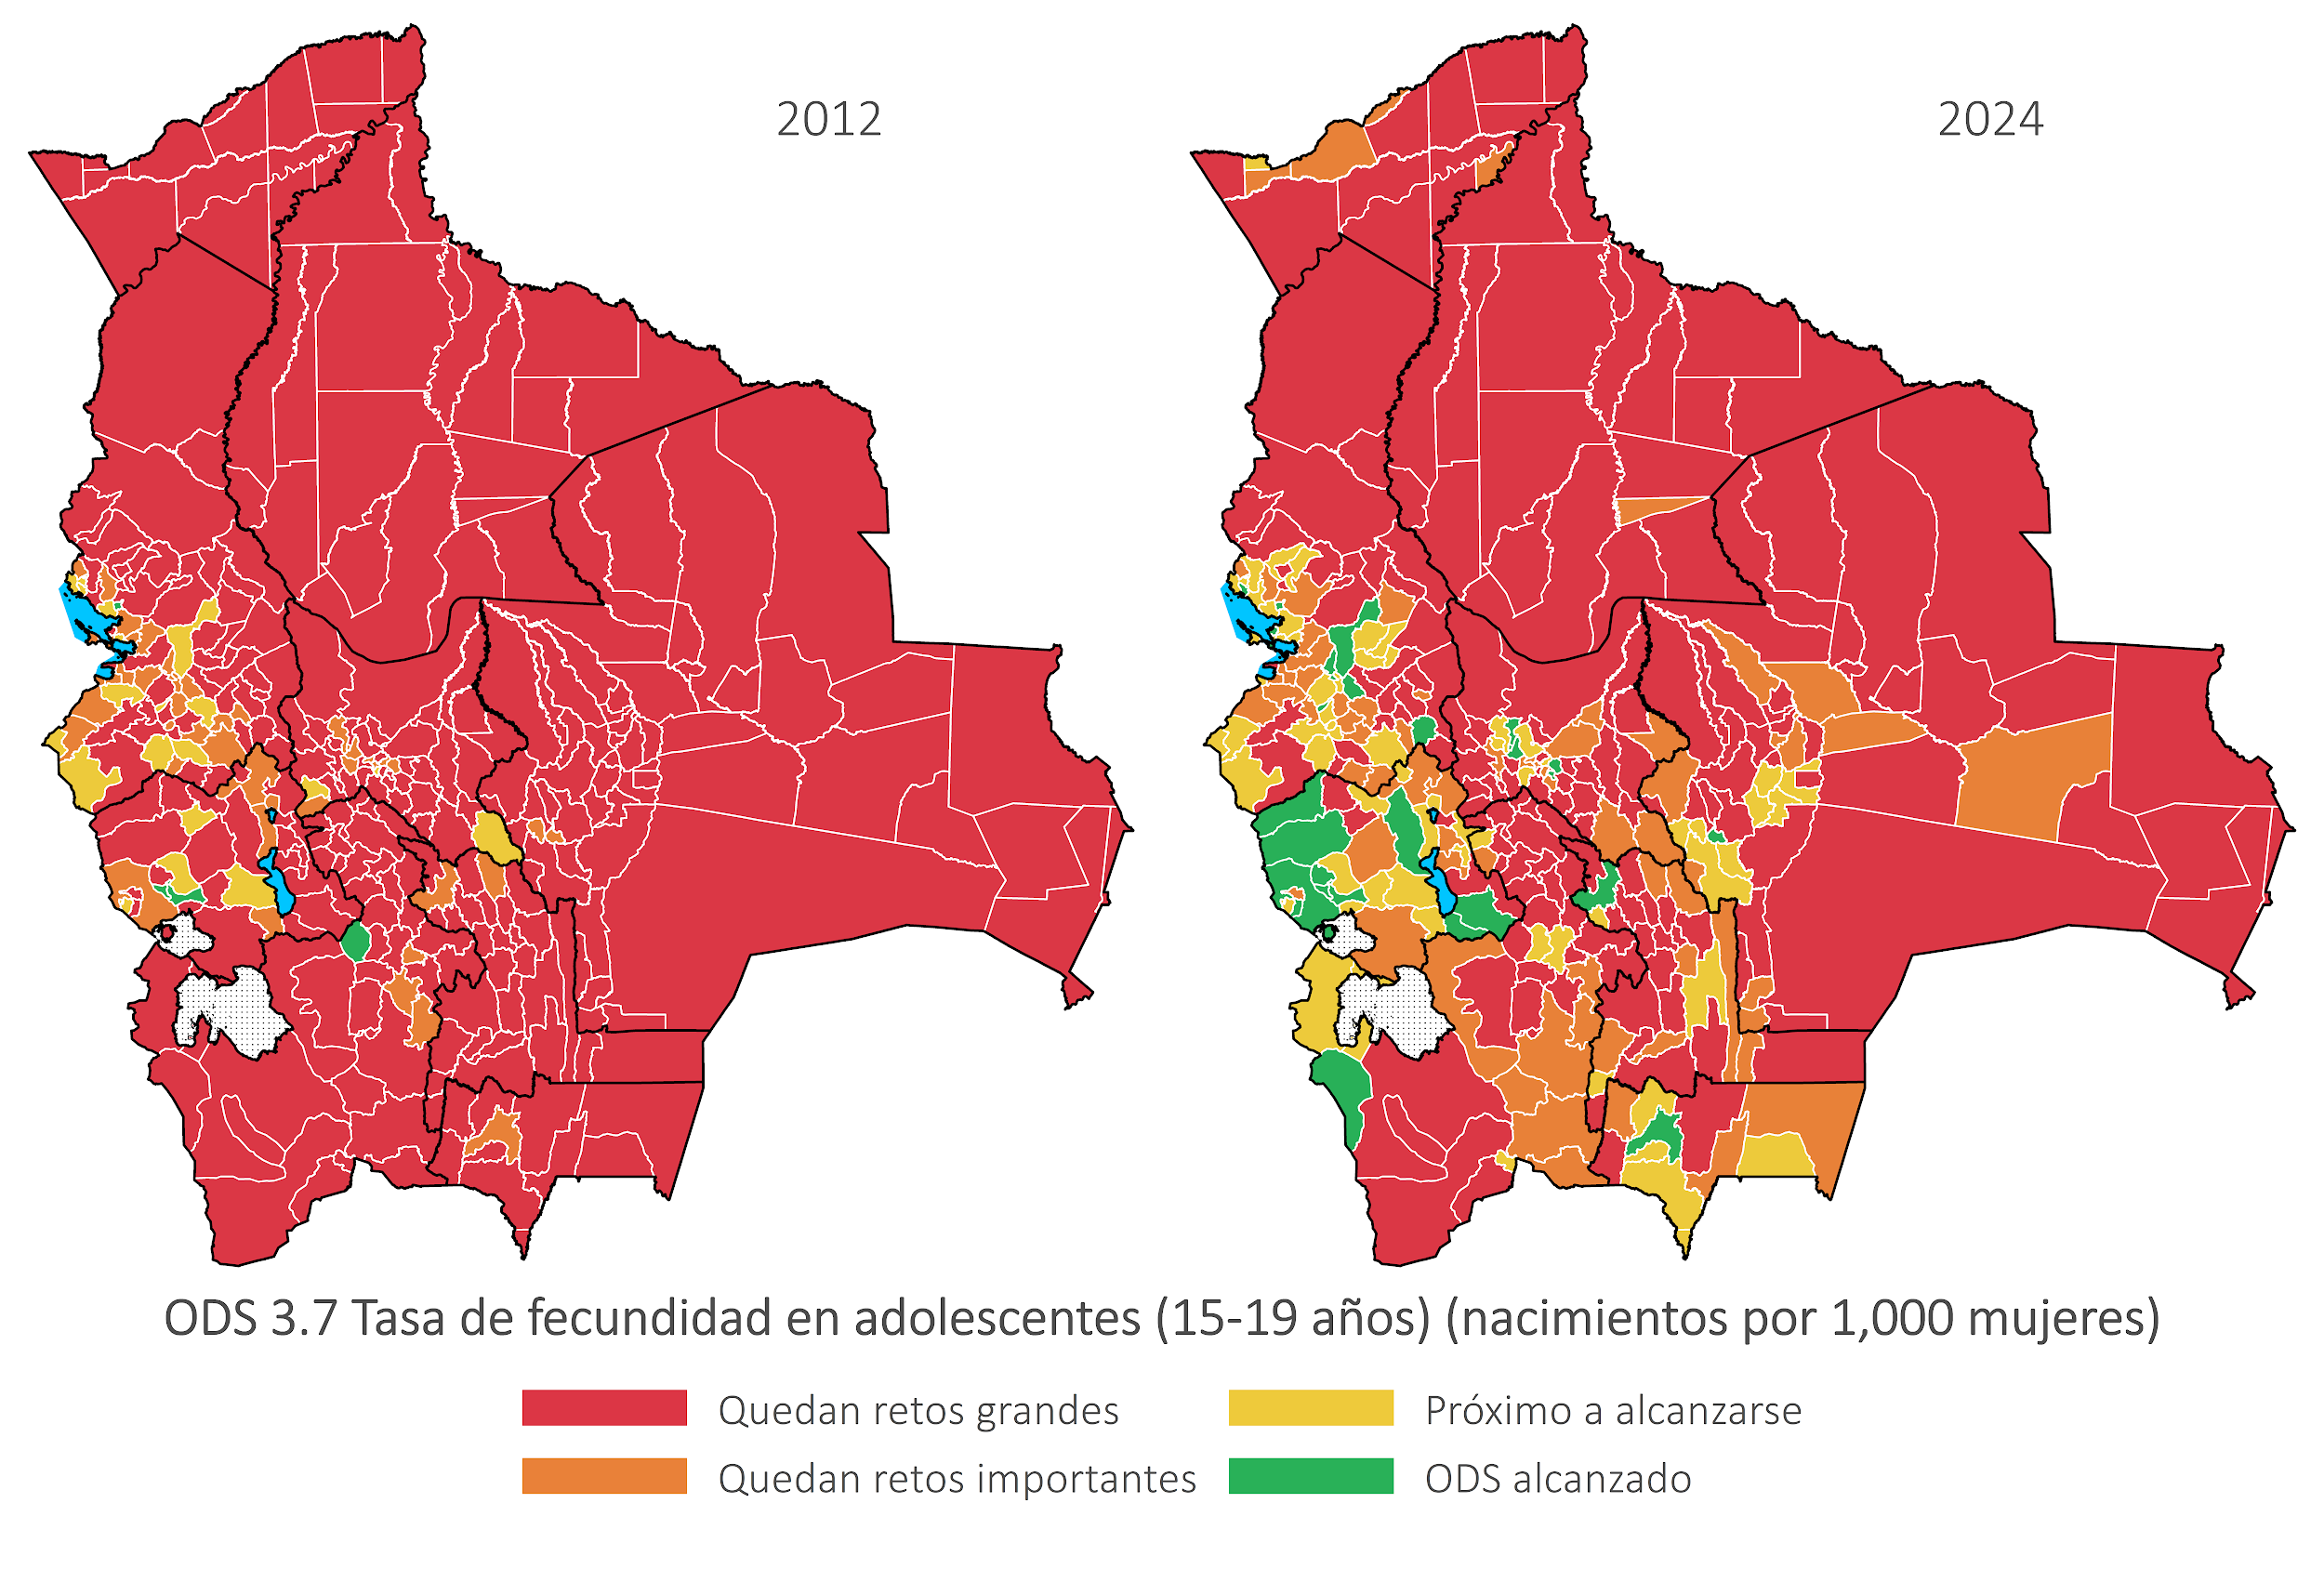 2012
2024
ODS 3.7 Tasa de fecundidad en adolescentes (15-19 años) (nacimientos por 1,000 mujeres)
Quedan retos grandes
Próximo a alcanzarse
Quedan retos importantes
ODS alcanzado